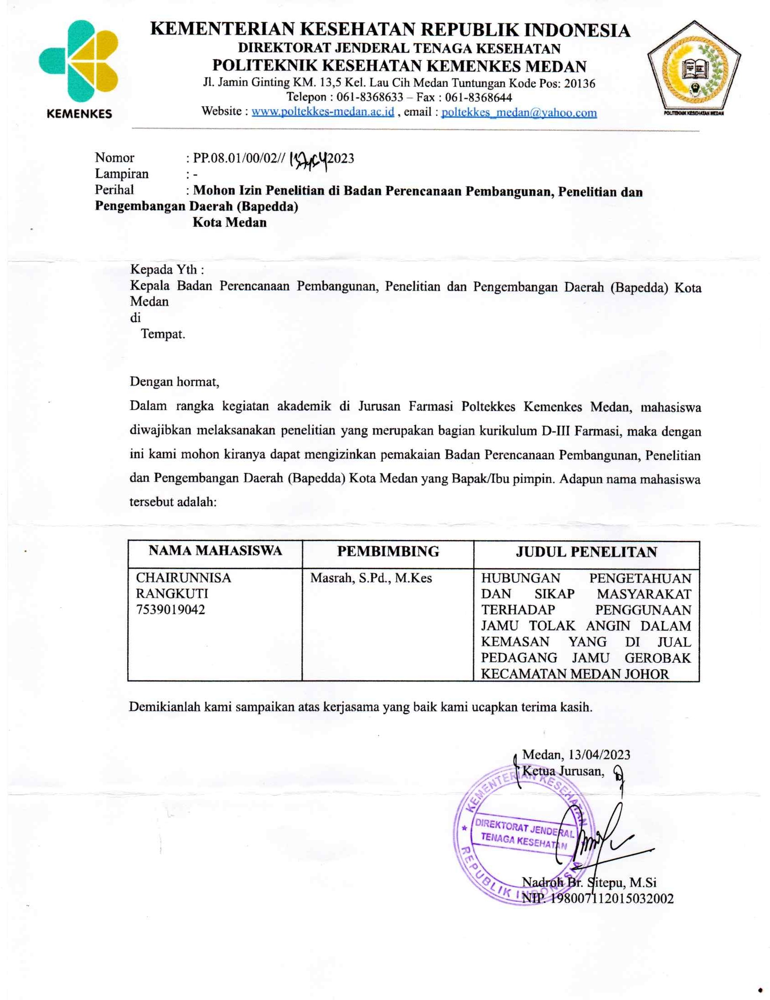 KEMENTERIAN KESEHATAN REPUBLIK INDONESIA
DIREKTORAT JENDERAL TENAGA KESEHATAN
POLITEKNIK KESEHATAN KEMENKES MEDAN
Jl. Jamin Ginting KM. 13,5 Kel. Lau Cih Medan Tuntungan Kode Pos: 20136
Telepon : 061-8368633 – Fax : 061-8368644
Website : www.poltekkes-medan.ac.id , email : poltekkes_medan@yahoo.com
KEMENKES
POLITEKNIK KESEHATAN MEDAN
Nomor : PP.08.01/00/02// 2023
Lampiran : -
Perihal : Mohon Izin Penelitian di Badan Perencanaan Pembangunan, Penelitian dan
Pengembangan Daerah (Bapedda)
Kota Medan
Kepada Yth :
Kepala Badan Perencanaan Pembangunan, Penelitian dan Pengembangan Daerah (Bapedda) Kota
Medan
di
Tempat.
Dengan hormat,
Dalam rangka kegiatan akademik di Jurusan Farmasi Poltekkes Kemenkes Medan, mahasiswa
diwajibkan melaksanakan penelitian yang merupakan bagian kurikulum D-III Farmasi, maka dengan
ini kami mohon kiranya dapat mengizinkan pemakaian Badan Perencanaan Pembangunan, Penelitian
dan Pengembangan Daerah (Bapedda) Kota Medan yang Bapak/Ibu pimpin. Adapun nama mahasiswa
tersebut adalah:
NAMA MAHASISWA PEMBIMBING JUDUL PENELITAN
CHAIRUNNISA Masrah, S.Pd., M.Kes HUBUNGAN PENGETAHUAN
RANGKUTI DAN SIKAP MASYARAKAT
7539019042 TERHADAP PENGGUNAAN
JAMU TOLAK ANGIN DALAM
KEMASAN YANG DI JUAL
PEDAGANG JAMU GEROBAK
KECAMATAN MEDAN JOHOR
Demikianlah kami sampaikan atas kerjasama yang baik kami ucapkan terima kasih.
Medan, 13/04/2023
Ketua Jurusan,
KEMENTERIAN KESEHATAN
DIREKTORAT JENDERAL
TENAGA KESEHATAN
REPUBLIK INDONESIA
Nadroh Br. Sitepu, M.Si
NIP. 198007112015032002